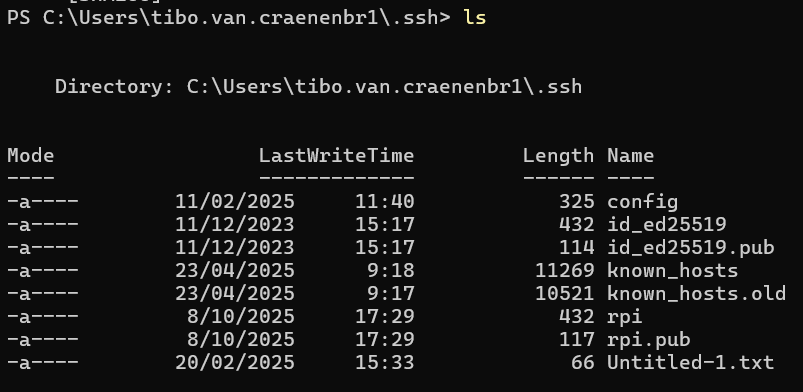 PS C:\Users\tibo.van.craenenbr1\.ssh> ls
Directory: C:\Users\tibo.van.craenenbr1\.ssh
Mode LastWriteTime Length Name
---- ------------- ------ ----
-a---- 11/02/2025 11:40 325 config
-a---- 11/12/2023 15:17 432 id_ed25519
-a---- 11/12/2023 15:17 114 id_ed25519.pub
-a---- 23/04/2025 9:18 11269 known_hosts
-a---- 23/04/2025 9:17 10521 known_hosts.old
-a---- 8/10/2025 17:29 432 rpi
-a---- 8/10/2025 17:29 117 rpi.pub
-a---- 20/02/2025 15:33 66 Untitled-1.txt